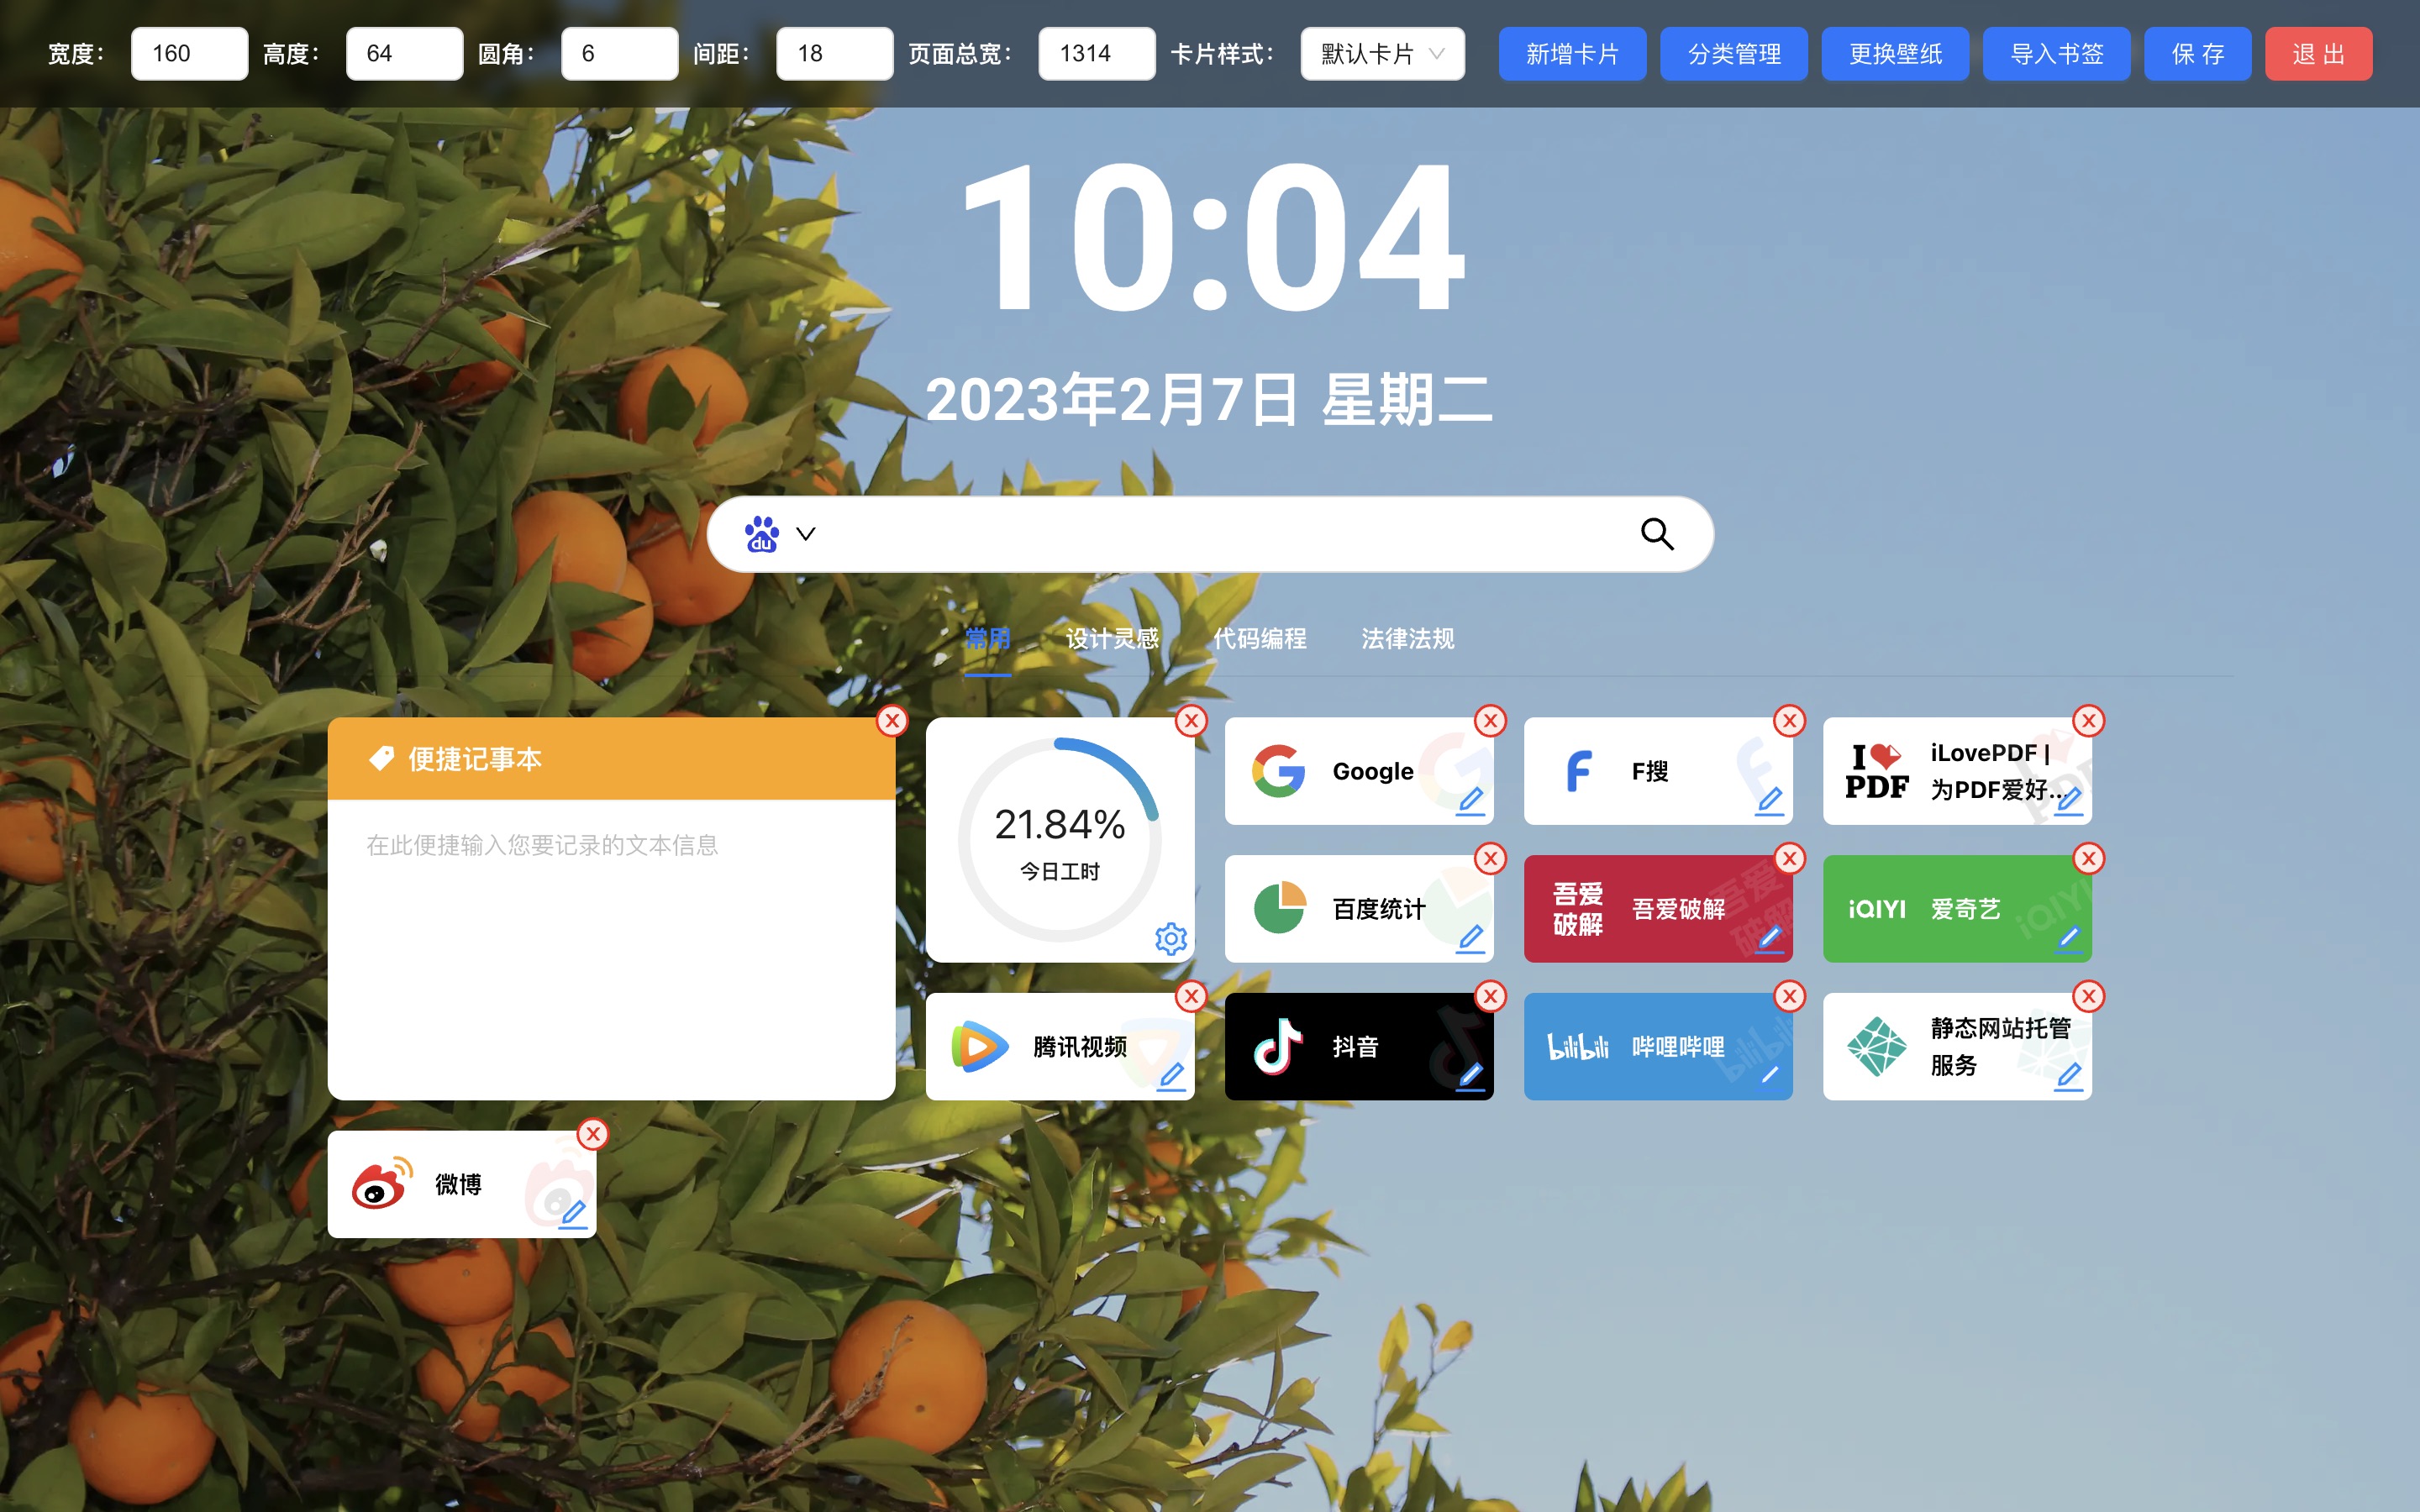 宽度： 160 高度： 64 圆角： 6 间距： 18 页面总宽： 1314 卡片样式： 默认卡片 新增卡片 分类管理 更换壁纸 导入书签 保 存 退 出
10:04
2023年2月7日 星期二
du
常用 设计灵感 代码编程 法律法规
便捷记事本
在此便捷输入您要记录的文本信息
21.84%
今日工时
Google
F搜
I PDF
iLovePDF |
为PDF爱好...
百度统计
吾爱
破解
吾爱破解
iQIYI 爱奇艺
腾讯视频
抖音
bilibili 哔哩哔哩
静态网站托管
服务
微博